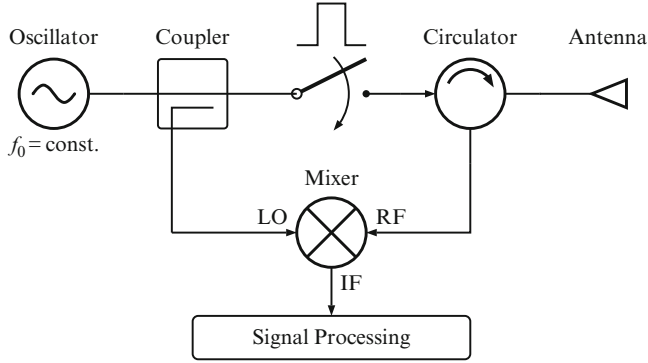 Oscillator
Coupler
Circulator
Antenna
f₀ = const.
Mixer
LO
RF
IF
Signal Processing